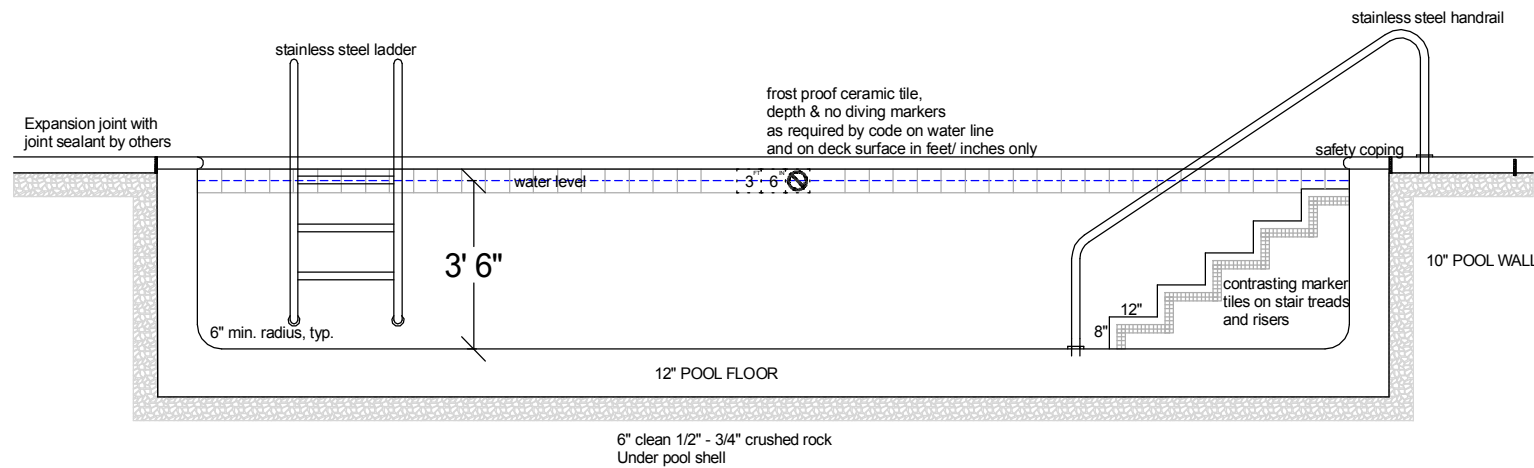 stainless steel handrail
stainless steel ladder
frost proof ceramic tile,
depth & no diving markers
as required by code on water line
and on deck surface in feet/ inches only
Expansion joint with
joint sealant by others
safety coping
water level
3 FT 6 IN
3' 6"
10" POOL WALL
contrasting marker
tiles on stair treads
and risers
12"
8"
6" min. radius, typ.
12" POOL FLOOR
6" clean 1/2" - 3/4" crushed rock
Under pool shell